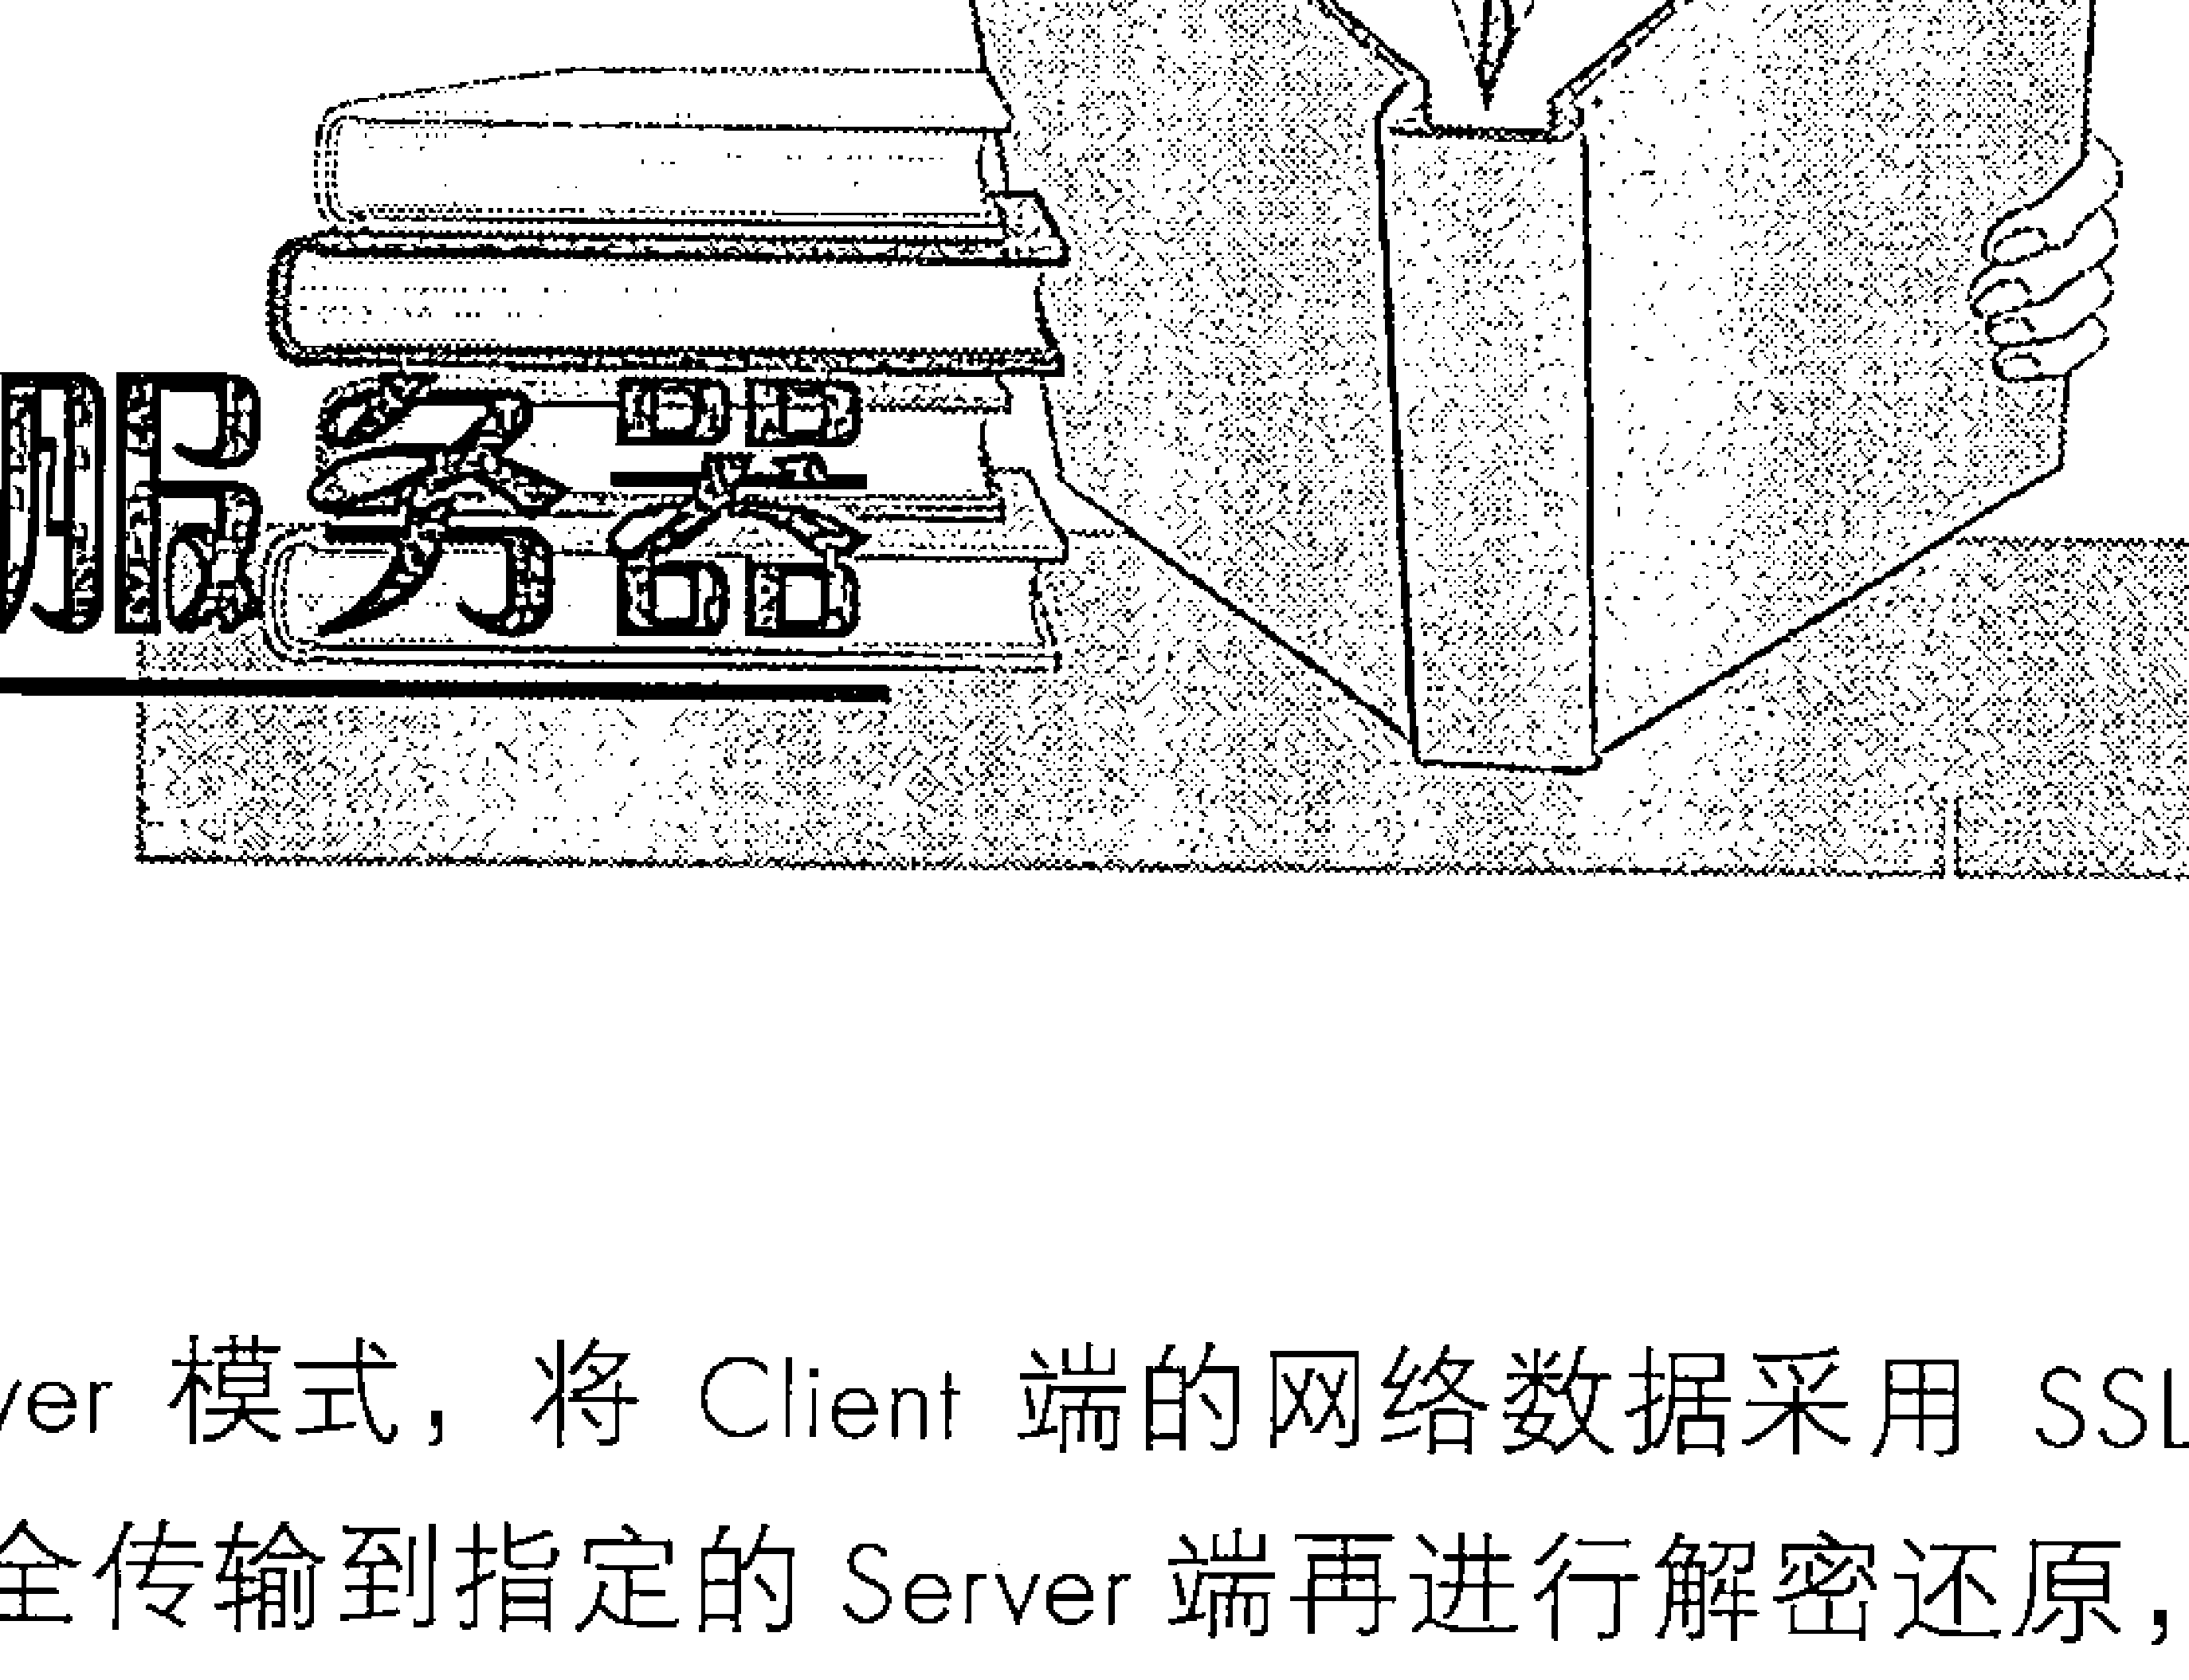 服务器
ver 模式，将 Client 端的网络数据采用 SSL
全传输到指定的 Server 端再进行解密还原，